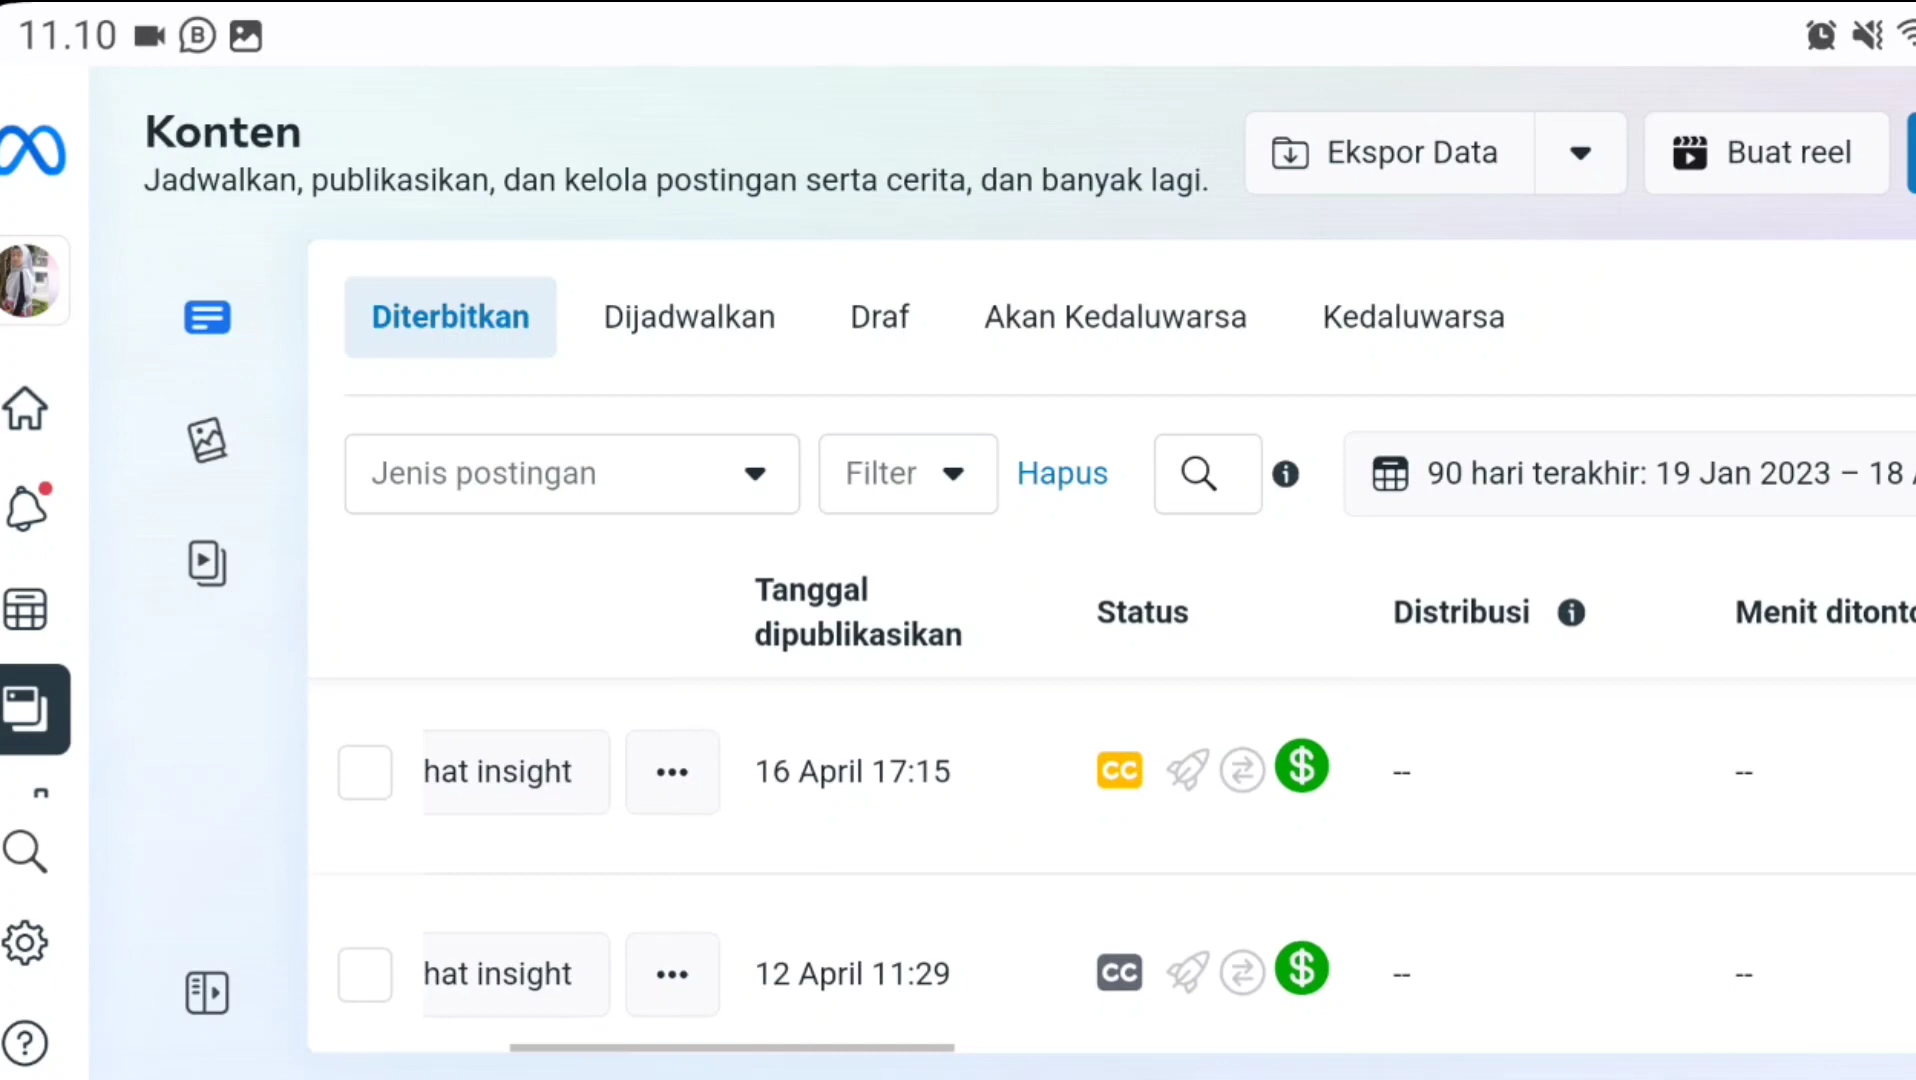 11.10
Konten
Jadwalkan, publikasikan, dan kelola postingan serta cerita, dan banyak lagi.
Ekspor Data
Buat reel
Diterbitkan
Dijadwalkan
Draf
Akan Kedaluwarsa
Kedaluwarsa
Jenis postingan
Filter
Hapus
90 hari terakhir: 19 Jan 2023 – 18
Tanggal
dipublikasikan
Status
Distribusi
Menit ditonto
hat insight
16 April 17:15
CC
--
--
hat insight
12 April 11:29
CC
--
--